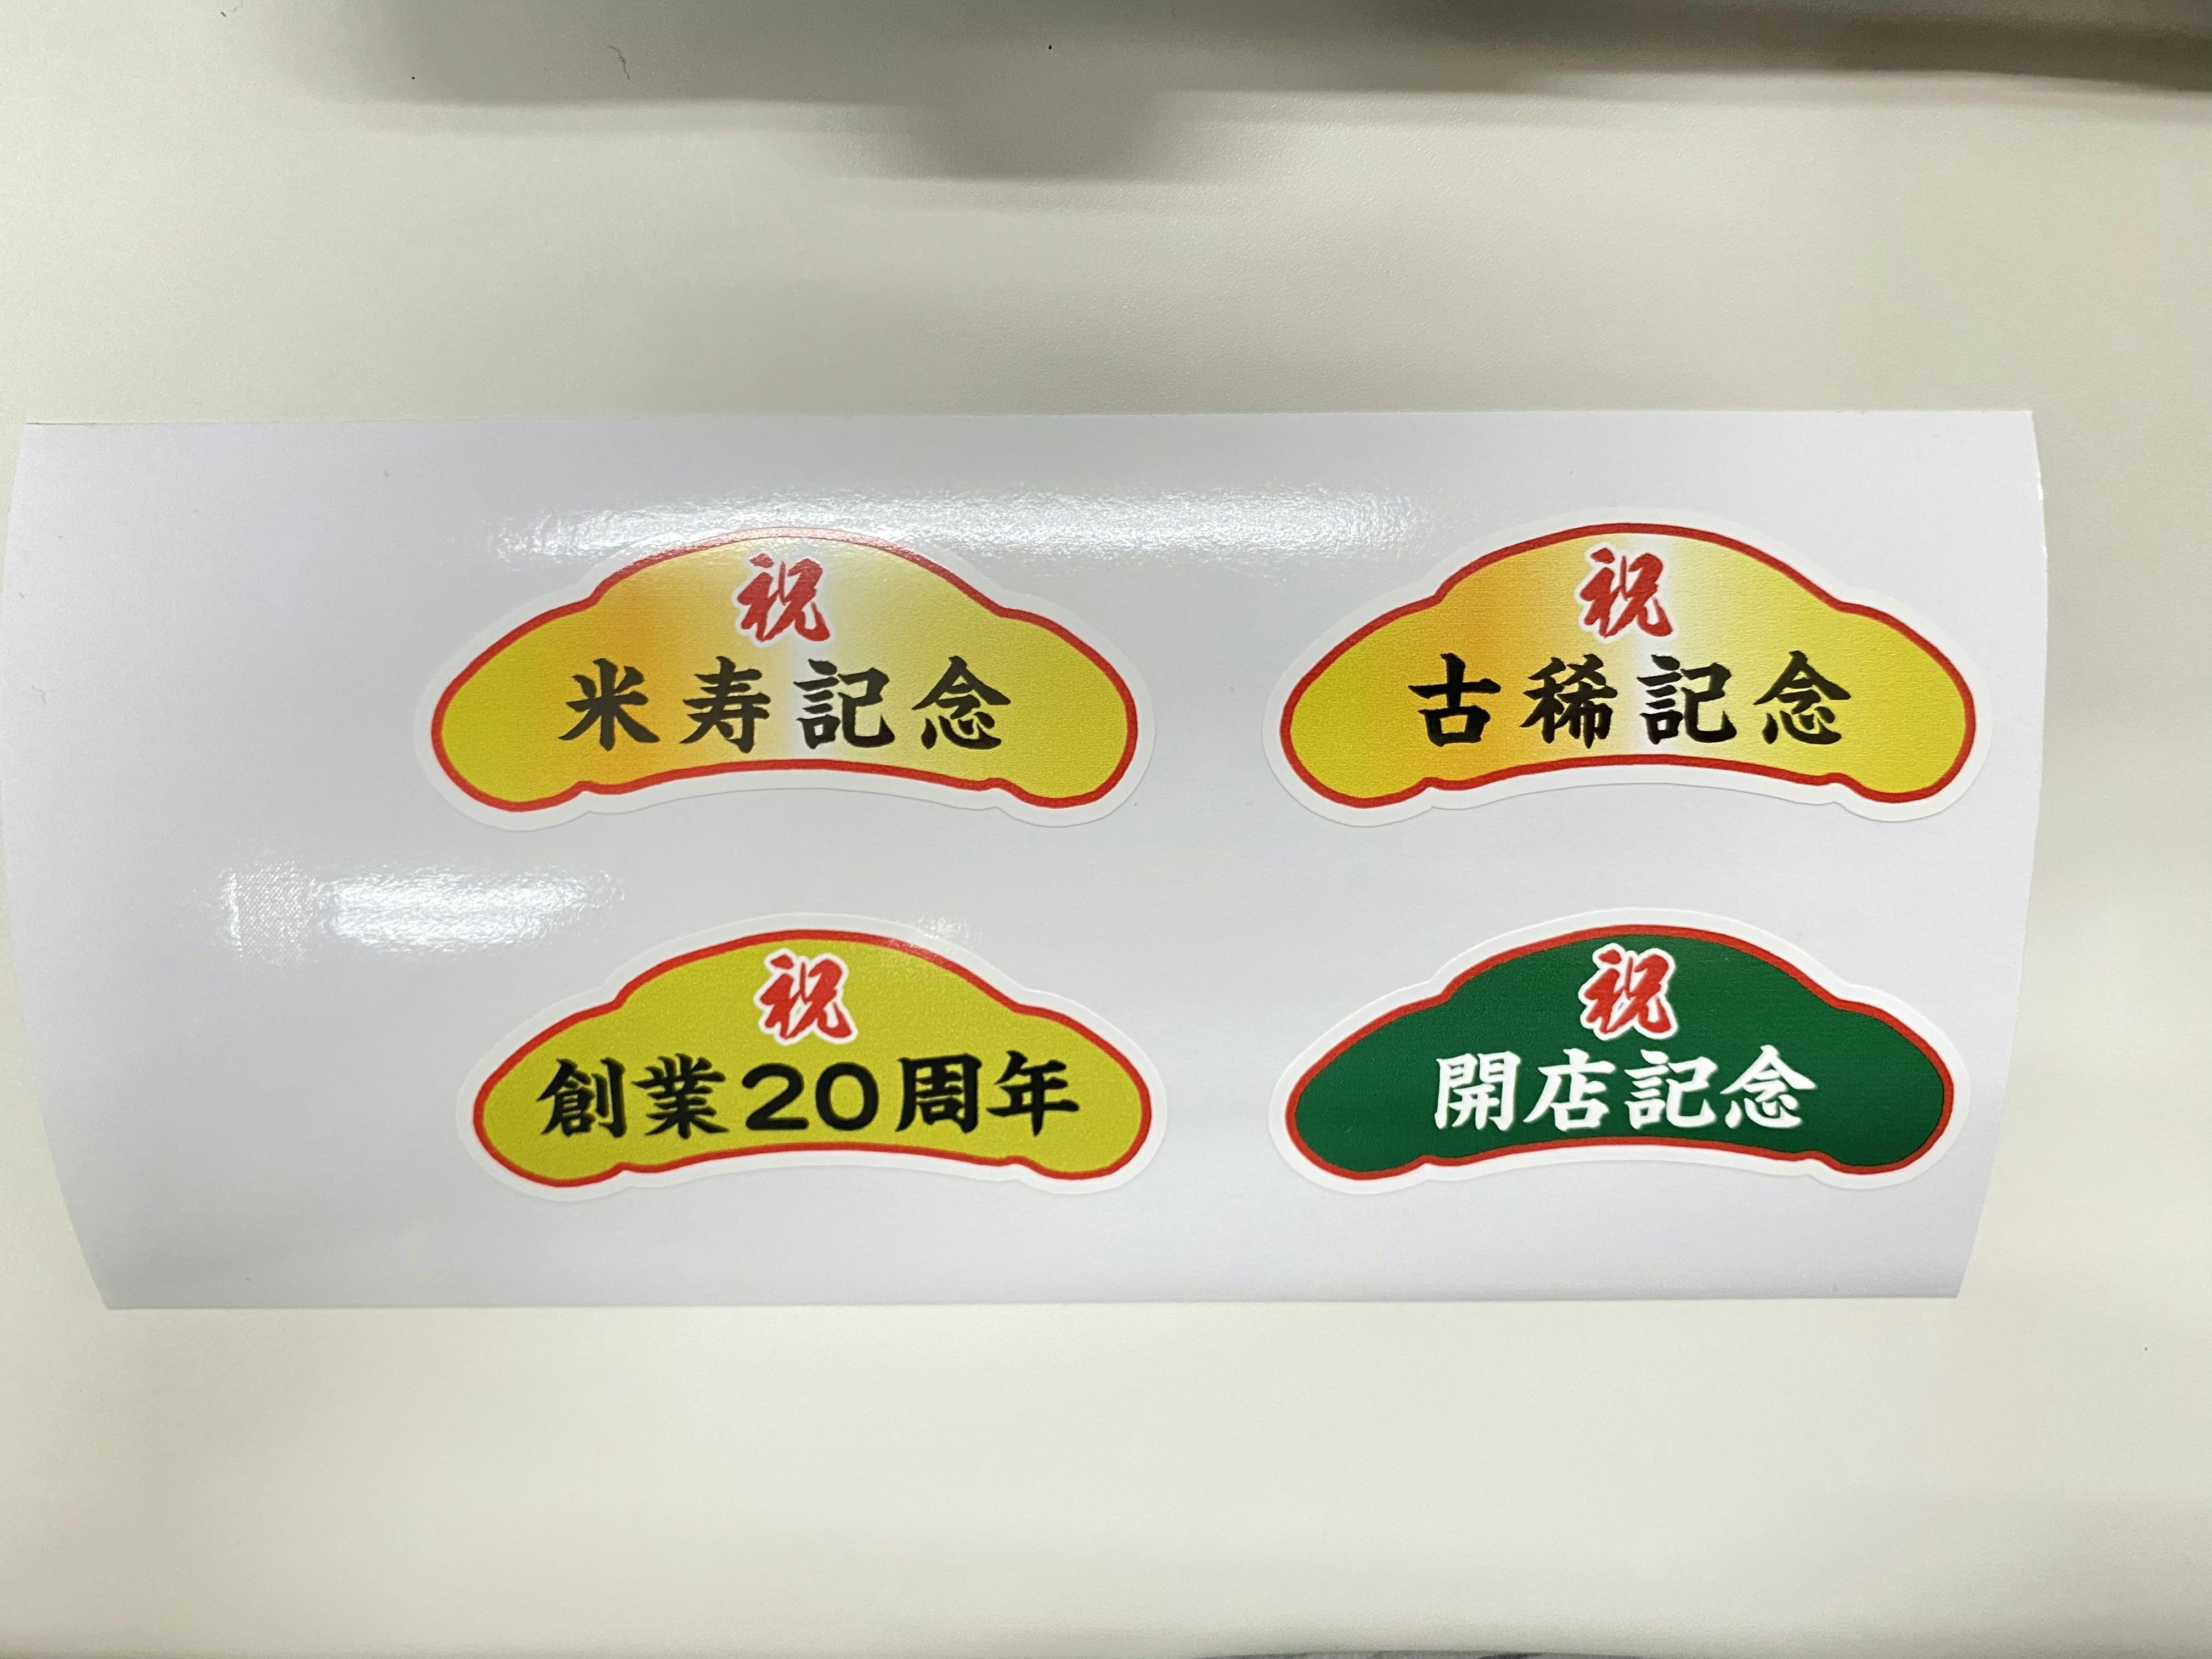 祝
米寿記念
祝
古稀記念
祝
創業20周年
祝
開店記念